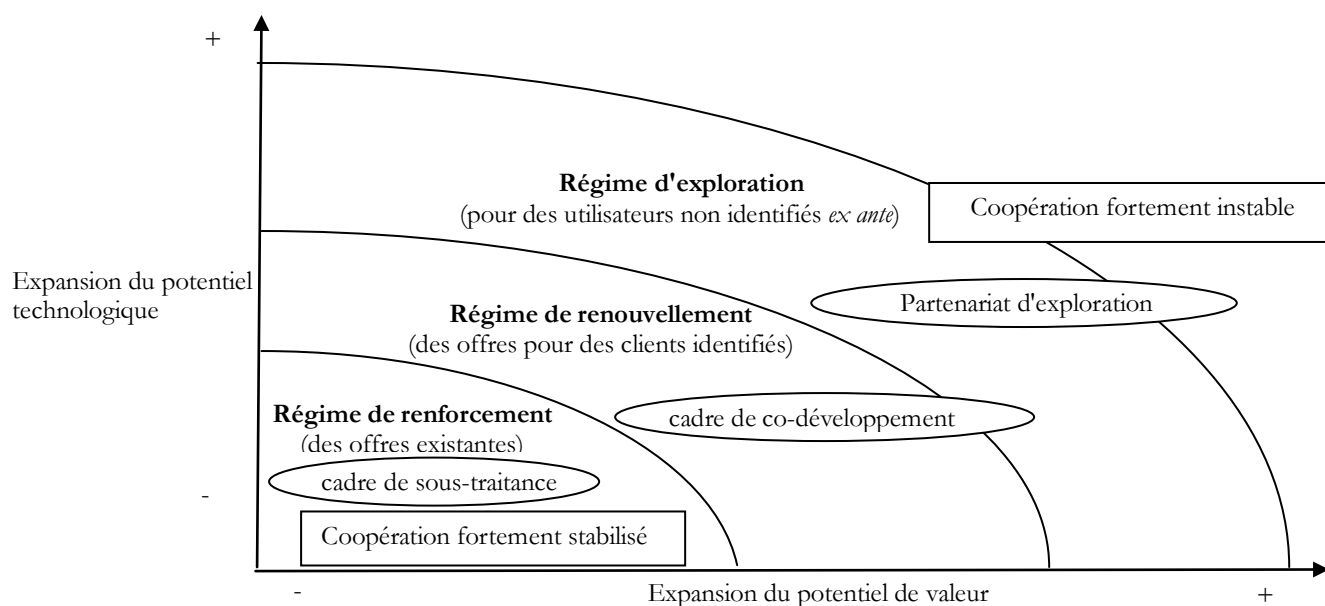 +
Régime d'exploration
(pour des utilisateurs non identifiés ex ante)
Coopération fortement instable
Expansion du potentiel
technologique
Partenariat d'exploration
Régime de renouvellement
(des offres pour des clients identifiés)
Régime de renforcement
(des offres existantes)
cadre de co-développement
cadre de sous-traitance
-
Coopération fortement stabilisé
-
Expansion du potentiel de valeur
+